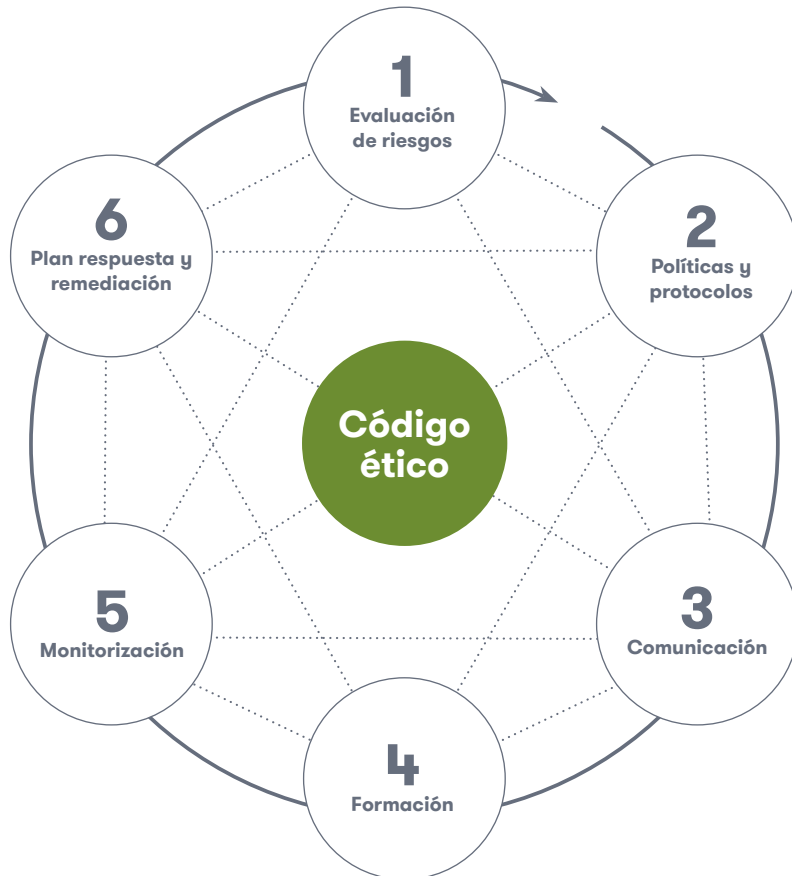 1
Evaluación
de riesgos
2
Políticas y
protocolos
3
Comunicación
4
Formación
5
Monitorización
6
Plan respuesta y
remediación
Código
ético